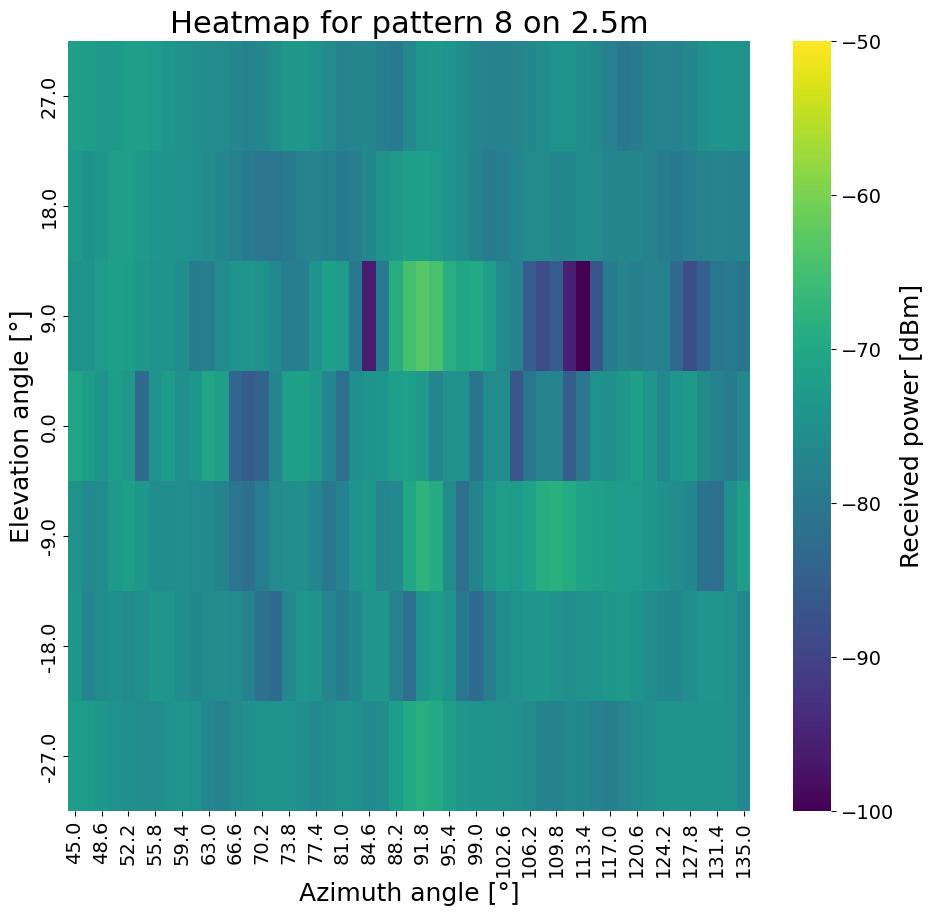 Heatmap for pattern 8 on 2.5m
Elevation angle [°]
27.0
18.0
9.0
0.0
-9.0
-18.0
-27.0
45.0 48.6 52.2 55.8 59.4 63.0 66.6 70.2 73.8 77.4 81.0 84.6 88.2 91.8 95.4 99.0 102.6 106.2 109.8 113.4 117.0 120.6 124.2 127.8 131.4 135.0
Azimuth angle [°]
−50
−60
−70
−80
−90
−100
Received power [dBm]